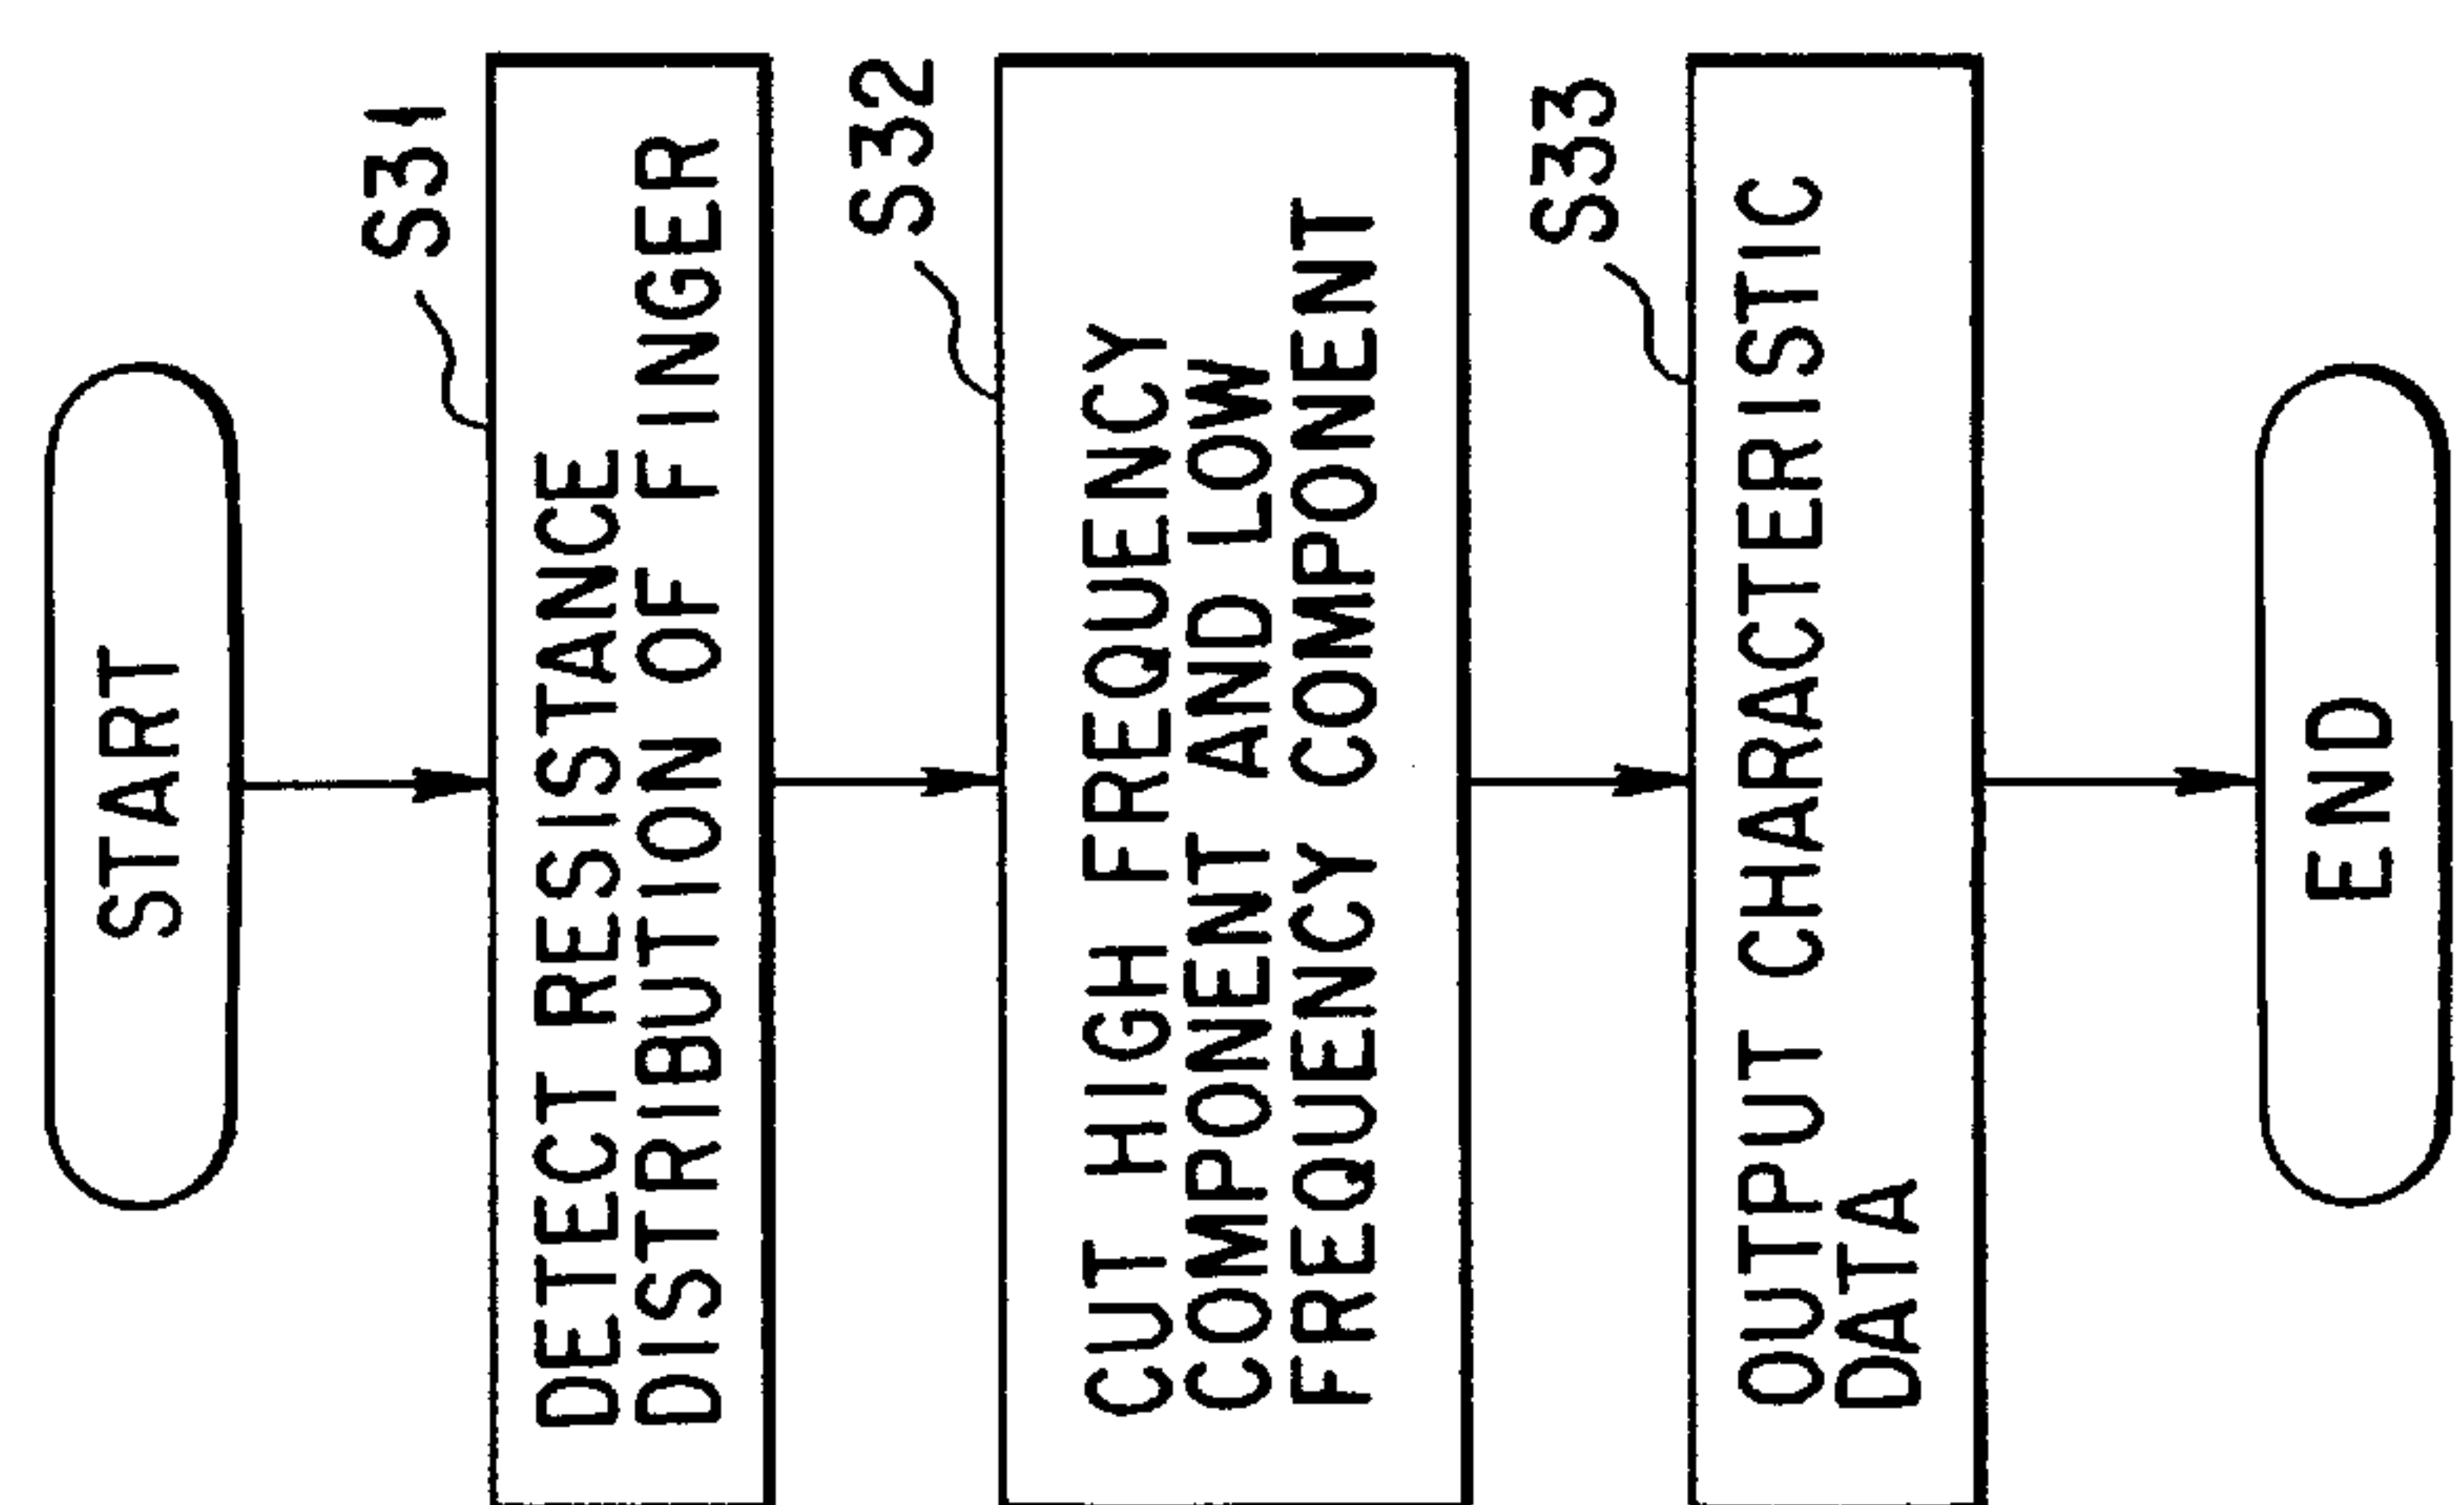 START
S31
DETECT RESISTANCE
DISTRIBUTION OF FINGER
S32
CUT HIGH FREQUENCY
COMPONENT AND LOW
FREQUENCY COMPONENT
S33
OUTPUT CHARACTERISTIC
DATA
END